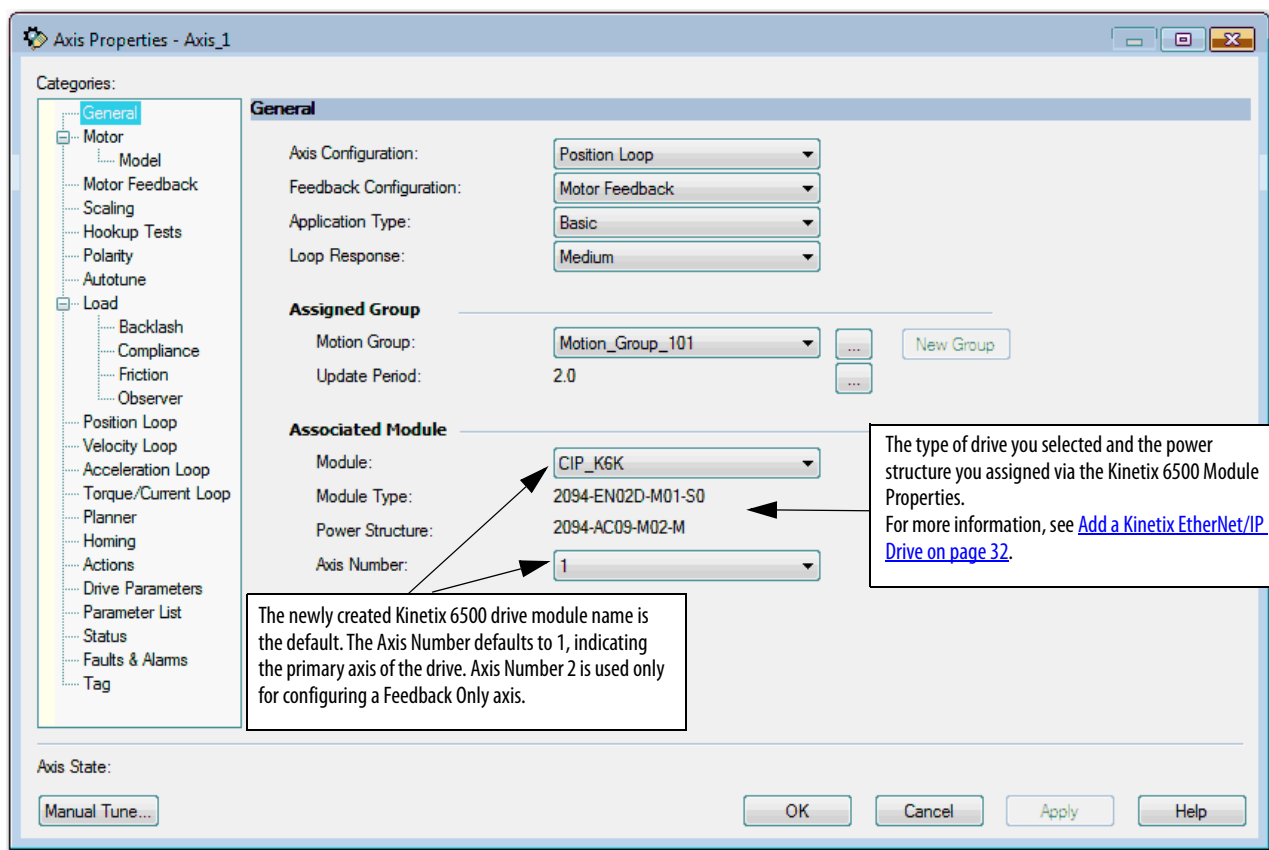 Axis Properties - Axis_1
Categories:
General
Motor
Model
Motor Feedback
Scaling
Hookup Tests
Polarity
Autotune
Load
Backlash
Compliance
Friction
Observer
Position Loop
Velocity Loop
Acceleration Loop
Torque/Current Loop
Planner
Homing
Actions
Drive Parameters
Parameter List
Status
Faults & Alarms
Tag
General
Axis Configuration: Position Loop
Feedback Configuration: Motor Feedback
Application Type: Basic
Loop Response: Medium
Assigned Group
Motion Group: Motion_Group_101 ... New Group
Update Period: 2.0 ...
Associated Module
Module: CIP_K6K
Module Type: 2094-EN02D-M01-S0
Power Structure: 2094-AC09-M02-M
Axis Number: 1
The type of drive you selected and the power
structure you assigned via the Kinetix 6500 Module
Properties.
For more information, see Add a Kinetix EtherNet/IP
Drive on page 32.
The newly created Kinetix 6500 drive module name is
the default. The Axis Number defaults to 1, indicating
the primary axis of the drive. Axis Number 2 is used only
for configuring a Feedback Only axis.
Axis State:
Manual Tune... OK Cancel Apply Help